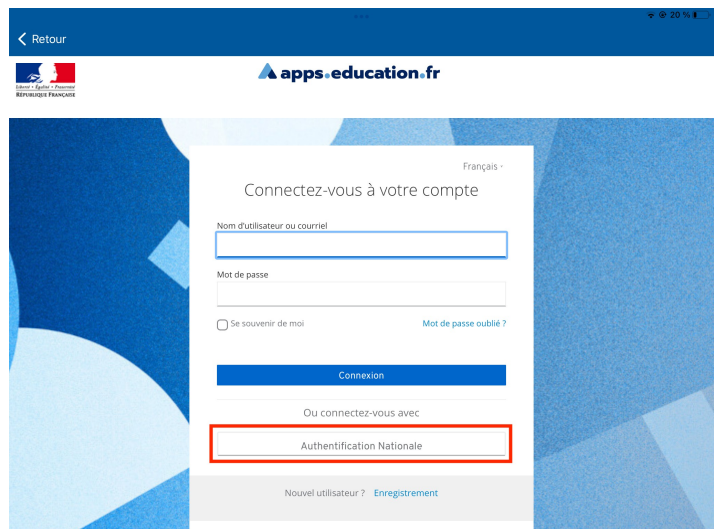 20 %
Retour
Liberté • Égalité • Fraternité
RÉPUBLIQUE FRANÇAISE
apps.education.fr
Français
Connectez-vous à votre compte
Nom d'utilisateur ou courriel
Mot de passe
Se souvenir de moi
Mot de passe oublié ?
Connexion
Ou connectez-vous avec
Authentification Nationale
Nouvel utilisateur ? Enregistrement